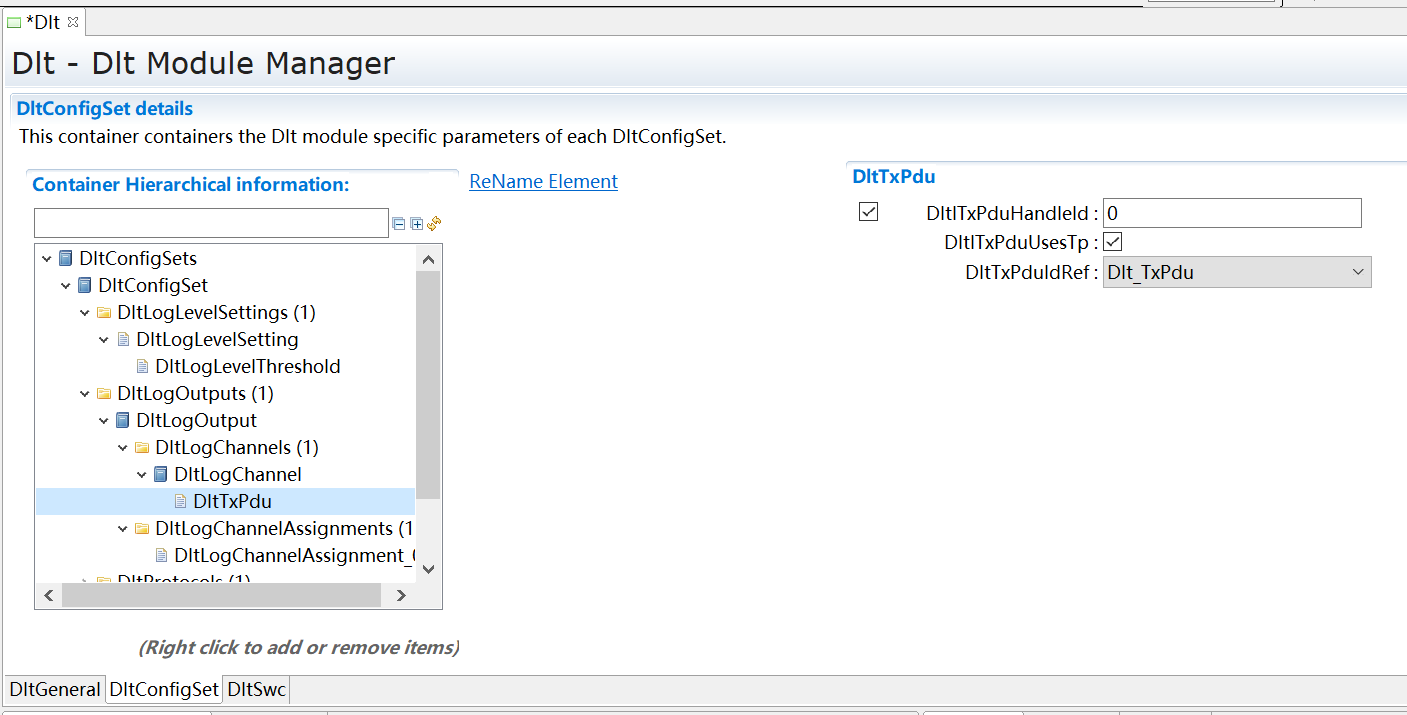 *Dlt
Dlt - Dlt Module Manager
DltConfigSet details
This container containers the Dlt module specific parameters of each DltConfigSet.
Container Hierarchical information:
ReName Element
DltConfigSets
DltConfigSet
DltLogLevelSettings (1)
DltLogLevelSetting
DltLogLevelThreshold
DltLogOutputs (1)
DltLogOutput
DltLogChannels (1)
DltLogChannel
DltTxPdu
DltLogChannelAssignments (1
DltLogChannelAssignment_
DltProtocols (1)
(Right click to add or remove items)
DltTxPdu
DltITxPduHandleId : 0
DltITxPduUsesTp :
DltTxPduIdRef : Dlt_TxPdu
DltGeneral DltConfigSet DltSwc